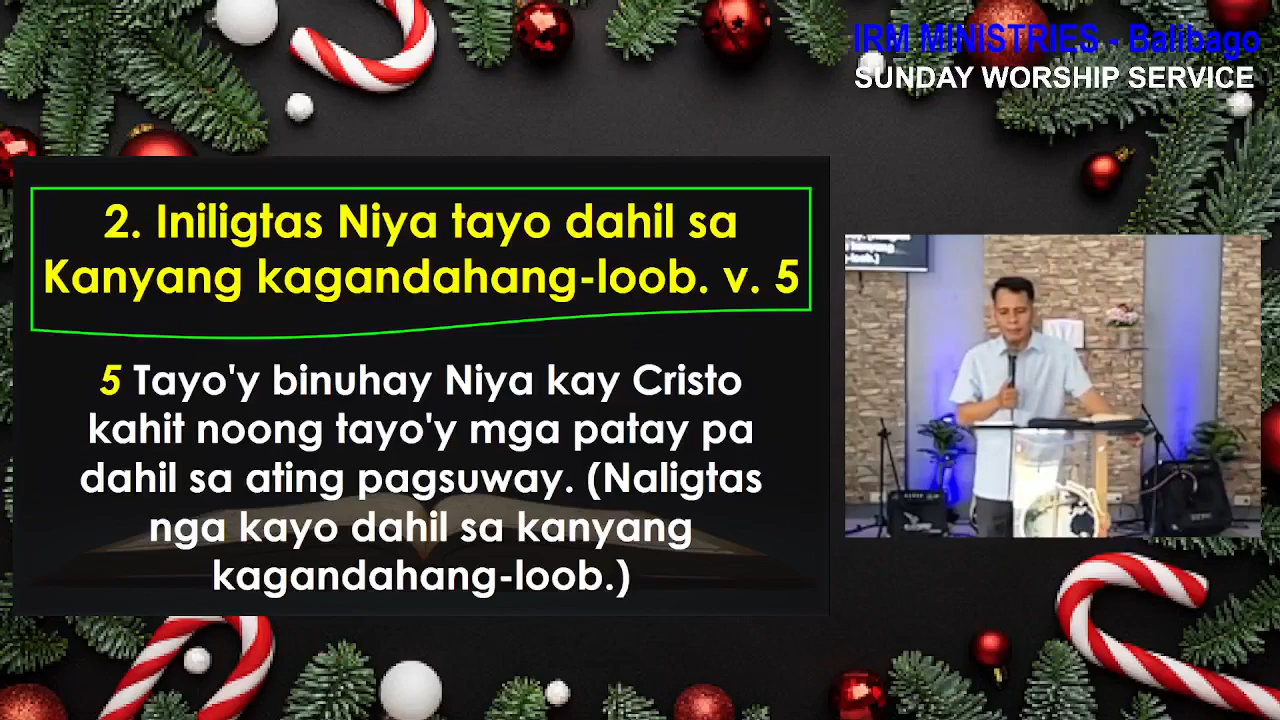 IRM MINISTRIES - Balibago
SUNDAY WORSHIP SERVICE
2. Iniligtas Niya tayo dahil sa
Kanyang kagandahang-loob. v. 5
5 Tayo'y binuhay Niya kay Cristo
kahit noong tayo'y mga patay pa
dahil sa ating pagsuway. (Naligtas
nga kayo dahil sa kanyang
kagandahang-loob.)